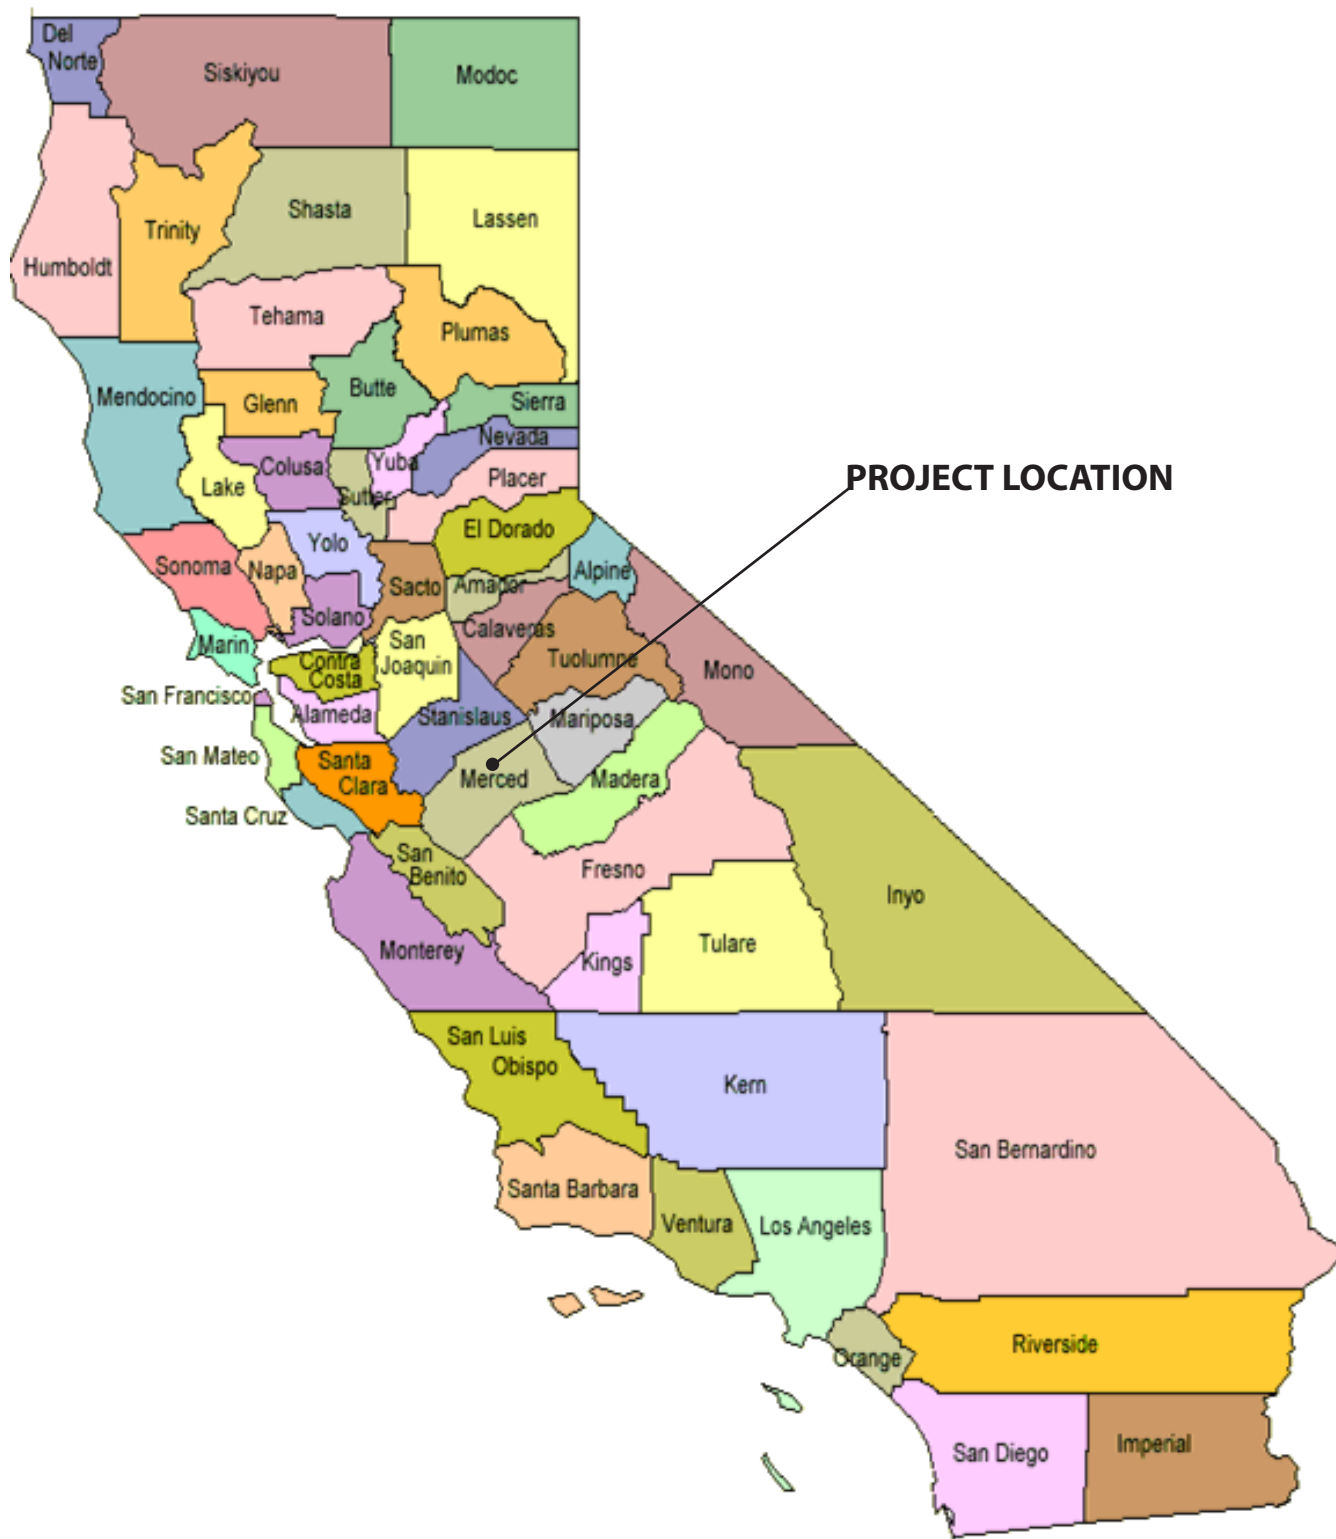 Del
Norte
Siskiyou
Modoc
Shasta
Lassen
Trinity
Humboldt
Tehama
Plumas
Butte
Mendocino
Glenn
Sierra
Nevada
Yuba
Colusa
Placer
Lake
Sutter
PROJECT LOCATION
El Dorado
Yolo
Sonoma
Napa
Sacto
Amador
Alpine
Solano
Calaveras
Marin
San
Joaquin
Contra
Costa
Tuolumne
Mono
San Francisco
Alameda
Stanislaus
Mariposa
San Mateo
Santa
Clara
Merced
Madera
Santa Cruz
San
Benito
Fresno
Inyo
Monterey
Kings
Tulare
San Luis
Obispo
Kern
San Bernardino
Santa Barbara
Ventura
Los Angeles
Orange
Riverside
San Diego
Imperial